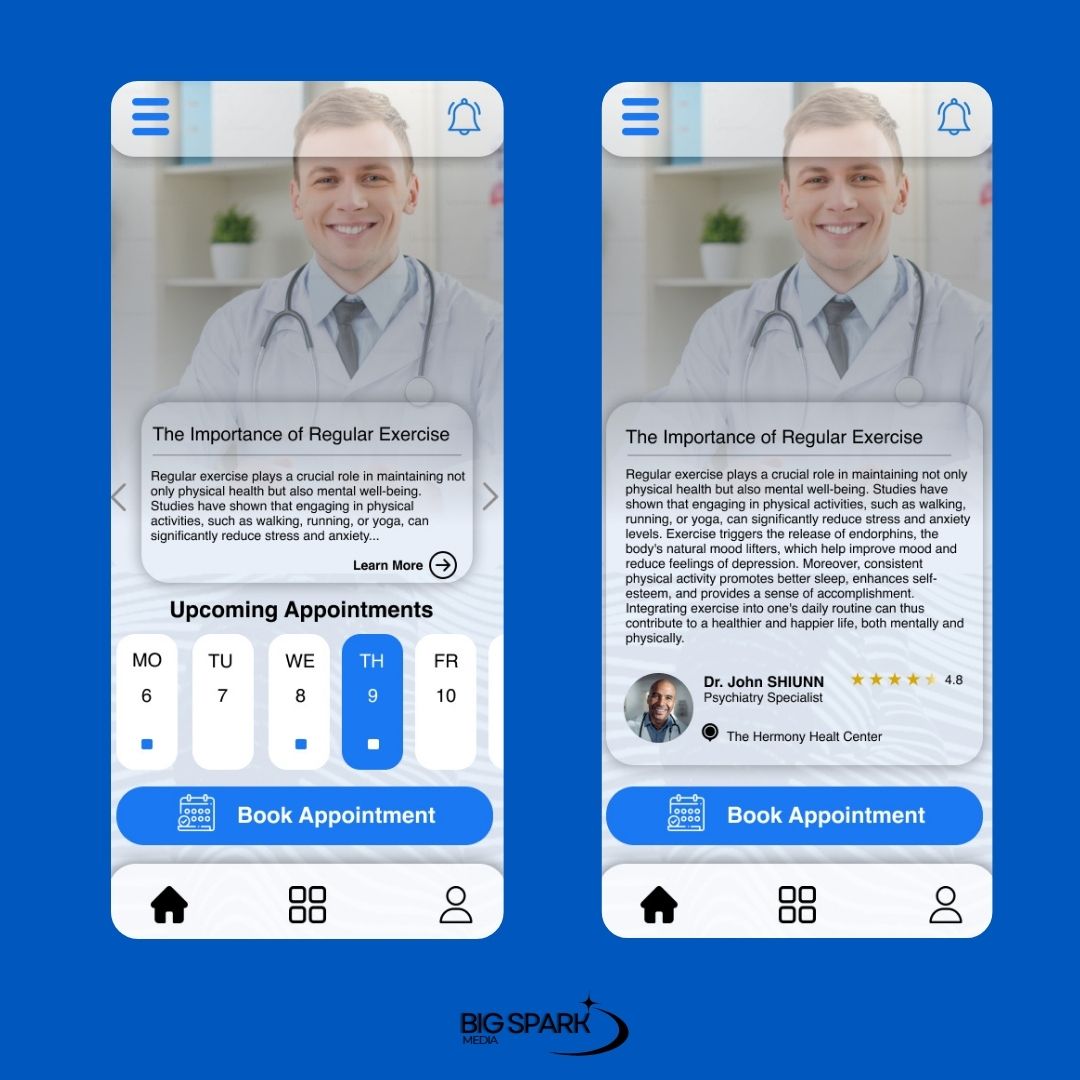 The Importance of Regular Exercise
Regular exercise plays a crucial role in maintaining not
only physical health but also mental well-being.
Studies have shown that engaging in physical
activities, such as walking, running, or yoga, can
significantly reduce stress and anxiety...
Learn More
Upcoming Appointments
MO
TU
WE
TH
FR
6
7
8
9
10
Book Appointment
The Importance of Regular Exercise
Regular exercise plays a crucial role in maintaining not only
physical health but also mental well-being. Studies have
shown that engaging in physical activities, such as walking,
running, or yoga, can significantly reduce stress and anxiety
levels. Exercise triggers the release of endorphins, the
body's natural mood lifters, which help improve mood and
reduce feelings of depression. Moreover, consistent
physical activity promotes better sleep, enhances self-
esteem, and provides a sense of accomplishment.
Integrating exercise into one's daily routine can thus
contribute to a healthier and happier life, both mentally and
physically.
Dr. John SHIUNN
4.8
Psychiatry Specialist
The Hermony Healt Center
Book Appointment
BIG SPARK
MEDIA